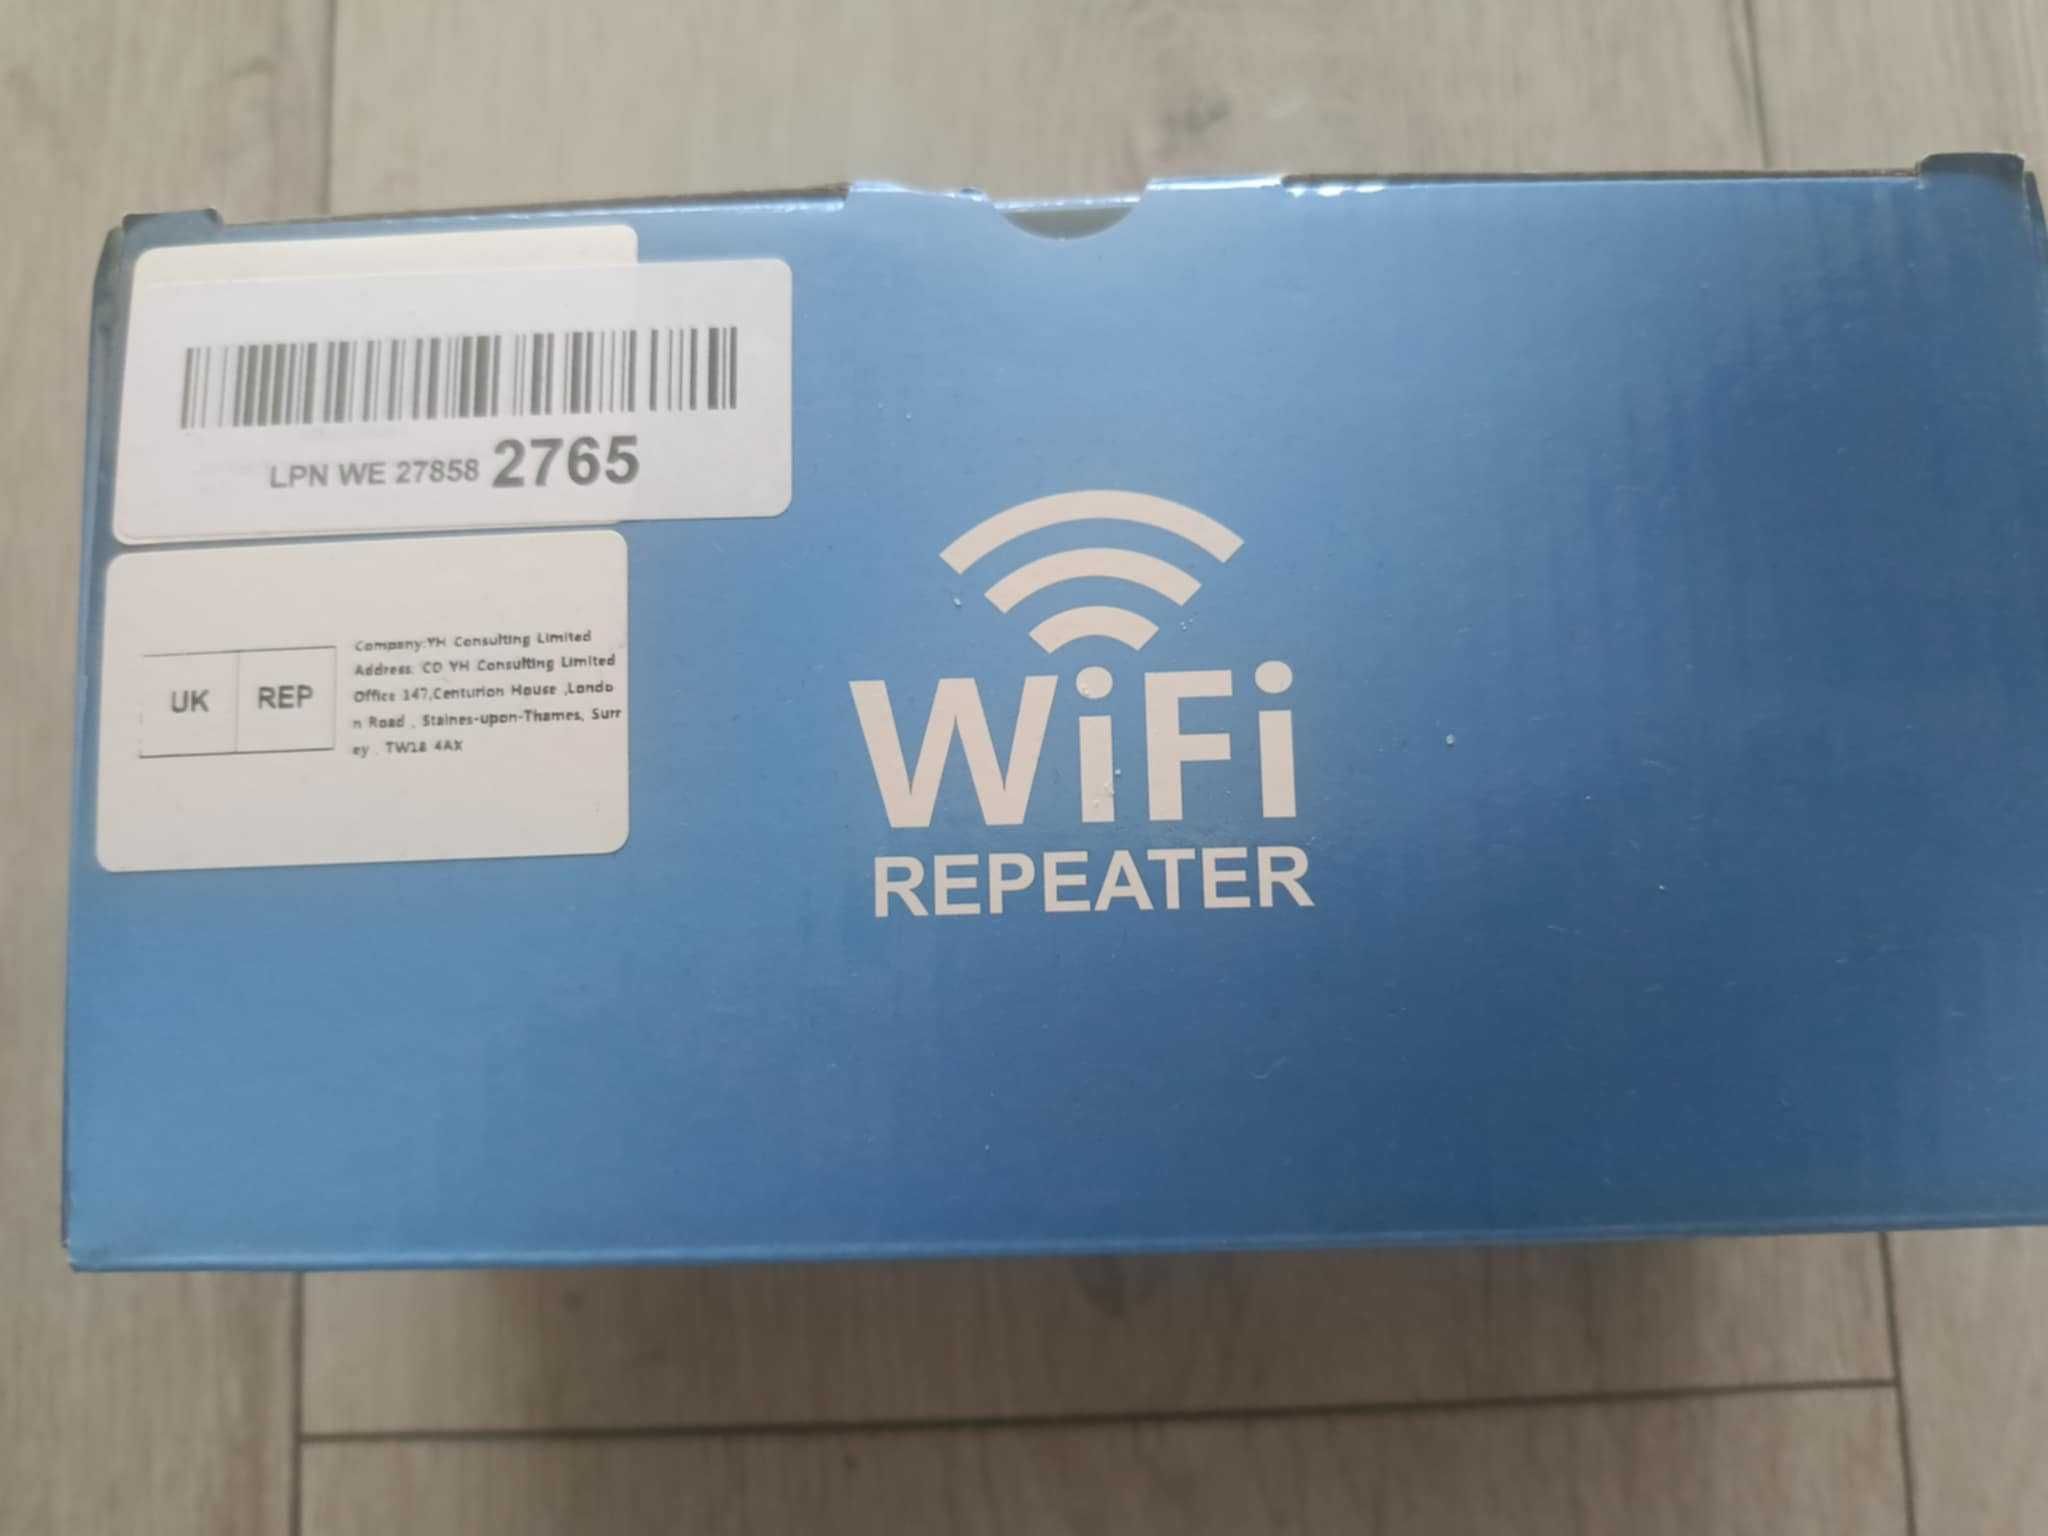 LPN WE 27858 2765
UK REP
Company:YH Consulting Limited
Address: CO YH Consulting Limited
Office 147,Centurion House ,Londo
n Road , Staines-upon-Thames, Surr
ey , TW18 4AX
WiFi
REPEATER